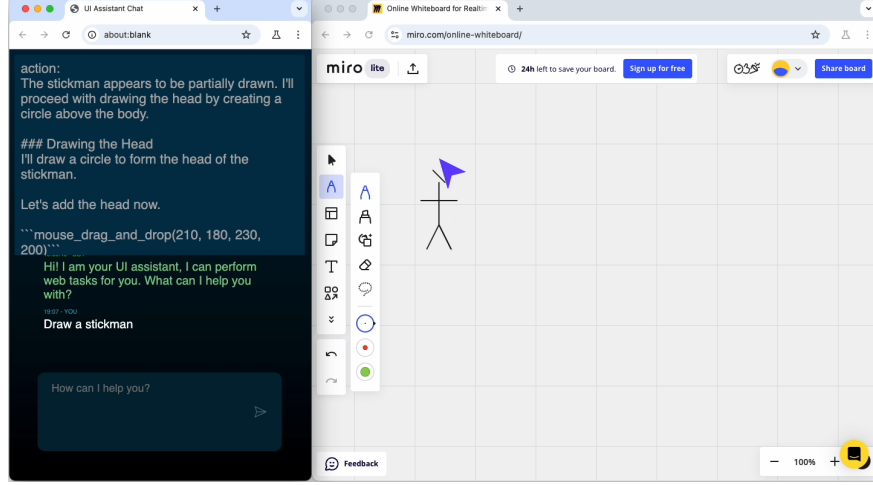 UI Assistant Chat
about:blank
action:
The stickman appears to be partially drawn. I'll
proceed with drawing the head by creating a
circle above the body.
### Drawing the Head
I'll draw a circle to form the head of the
stickman.
Let's add the head now.
```mouse_drag_and_drop(210, 180, 230,
200)```
Hi! I am your UI assistant, I can perform
web tasks for you. What can I help you
with?
19:07 - YOU
Draw a stickman
How can I help you?
Online Whiteboard for Realtim
miro.com/online-whiteboard/
miro lite
24h left to save your board.
Sign up for free
Share board
Feedback
100%